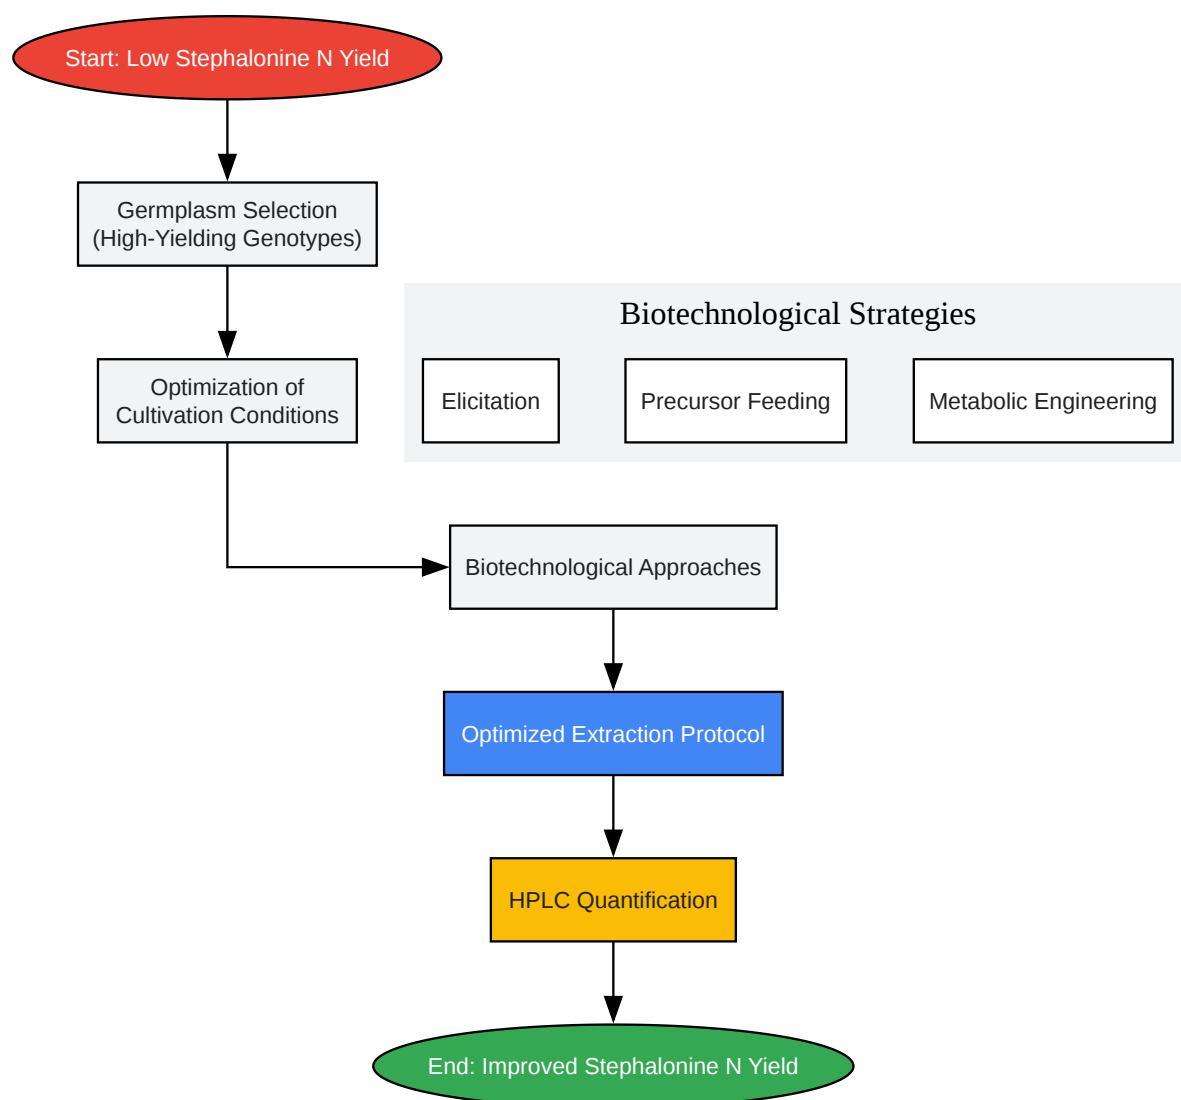 Start: Low Stephalonine N Yield
Germplasm Selection
(High-Yielding Genotypes)
Biotechnological Strategies
Optimization of
Cultivation Conditions
Elicitation
Precursor Feeding
Metabolic Engineering
Biotechnological Approaches
Optimized Extraction Protocol
HPLC Quantification
End: Improved Stephalonine N Yield